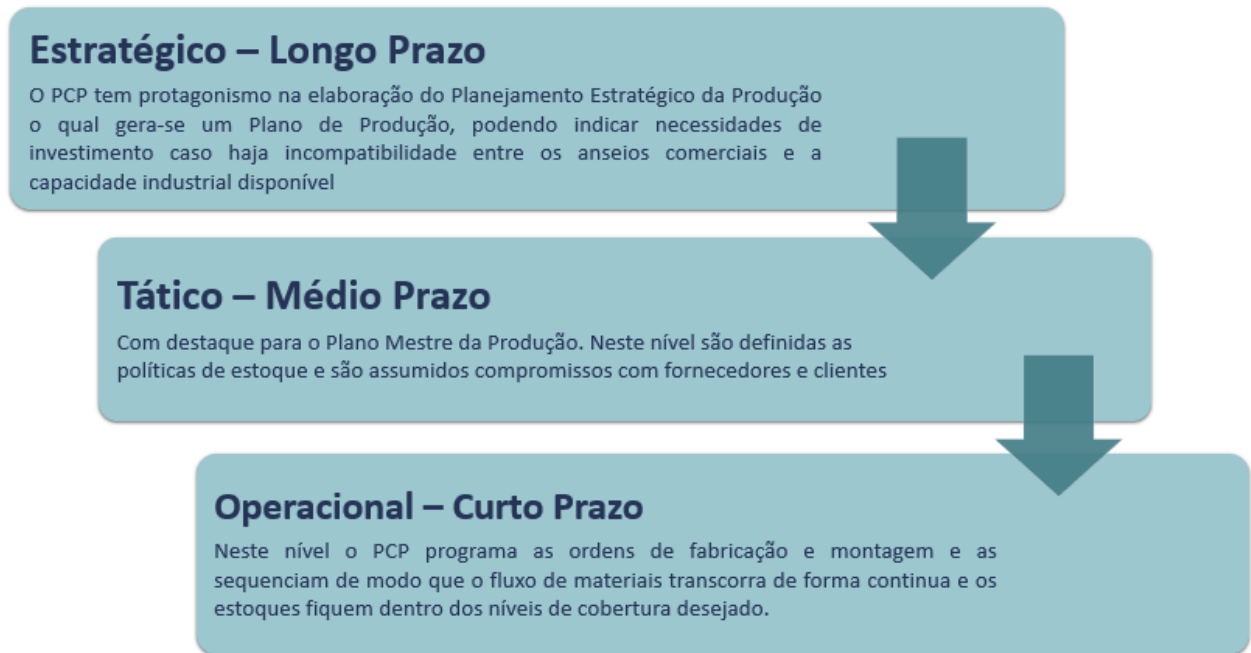 Estratégico – Longo Prazo
O PCP tem protagonismo na elaboração do Planejamento Estratégico da Produção
o qual gera-se um Plano de Produção, podendo indicar necessidades de
investimento caso haja incompatibilidade entre os anseios comerciais e a
capacidade industrial disponível
Tático – Médio Prazo
Com destaque para o Plano Mestre da Produção. Neste nível são definidas as
políticas de estoque e são assumidos compromissos com fornecedores e clientes
Operacional – Curto Prazo
Neste nível o PCP programa as ordens de fabricação e montagem e as
sequenciam de modo que o fluxo de materiais transcorra de forma continua e os
estoques fiquem dentro dos níveis de cobertura desejado.